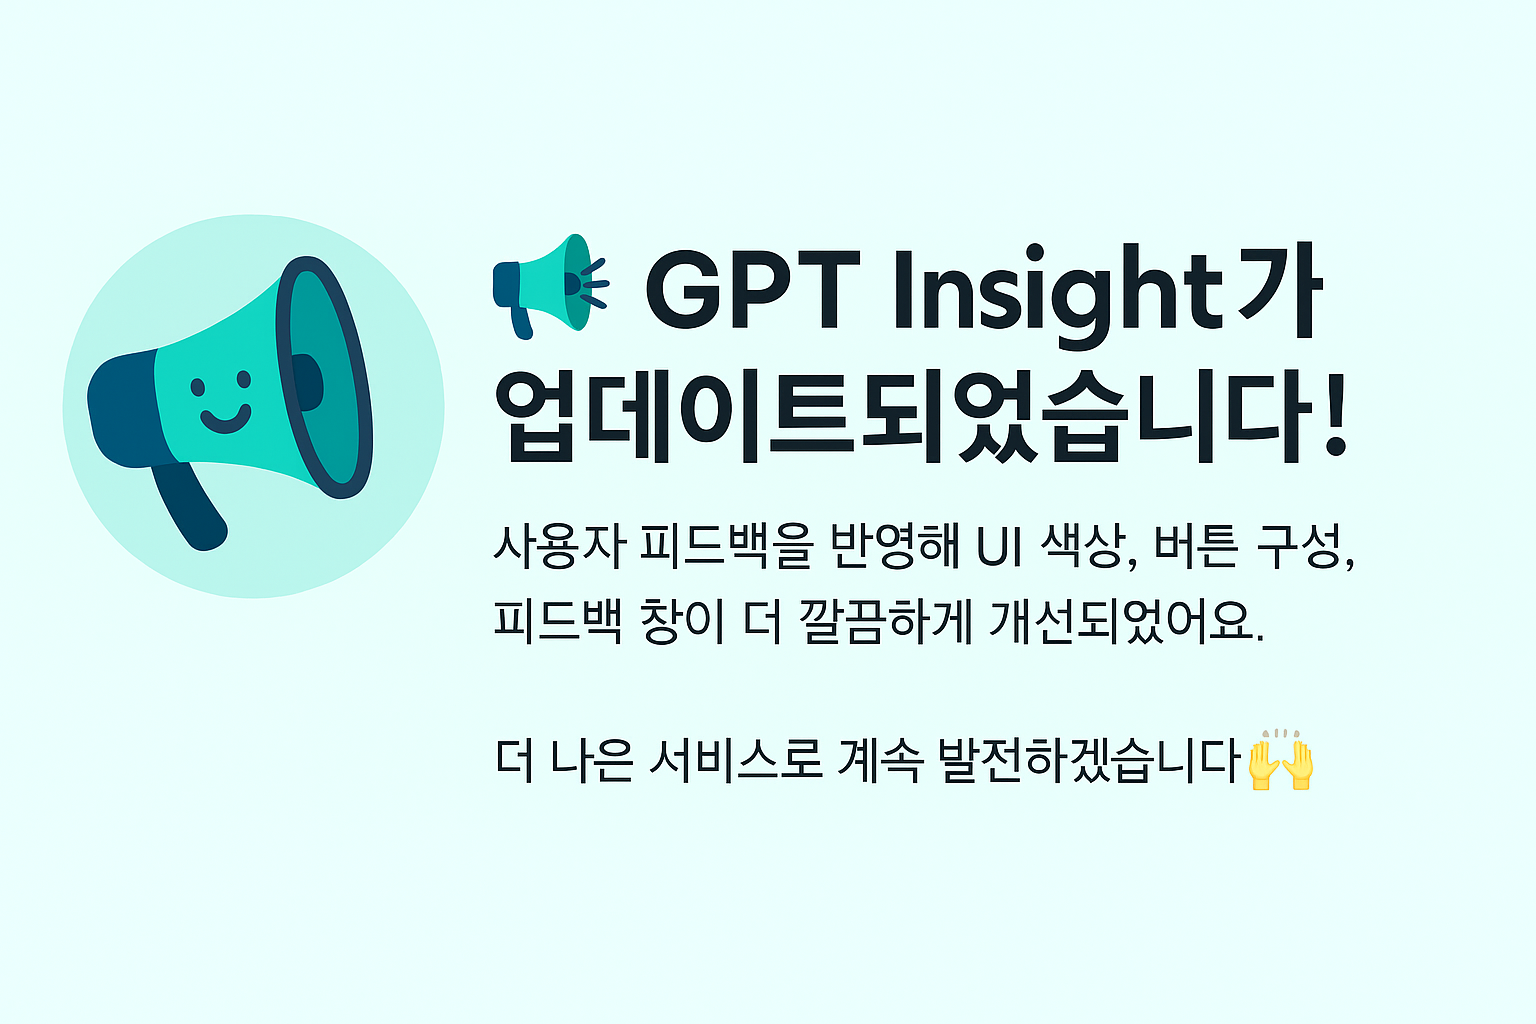 📢 GPT Insight가
업데이트되었습니다!
사용자 피드백을 반영해 UI 색상, 버튼 구성,
피드백 창이 더 깔끔하게 개선되었어요.
더 나은 서비스로 계속 발전하겠습니다🙌